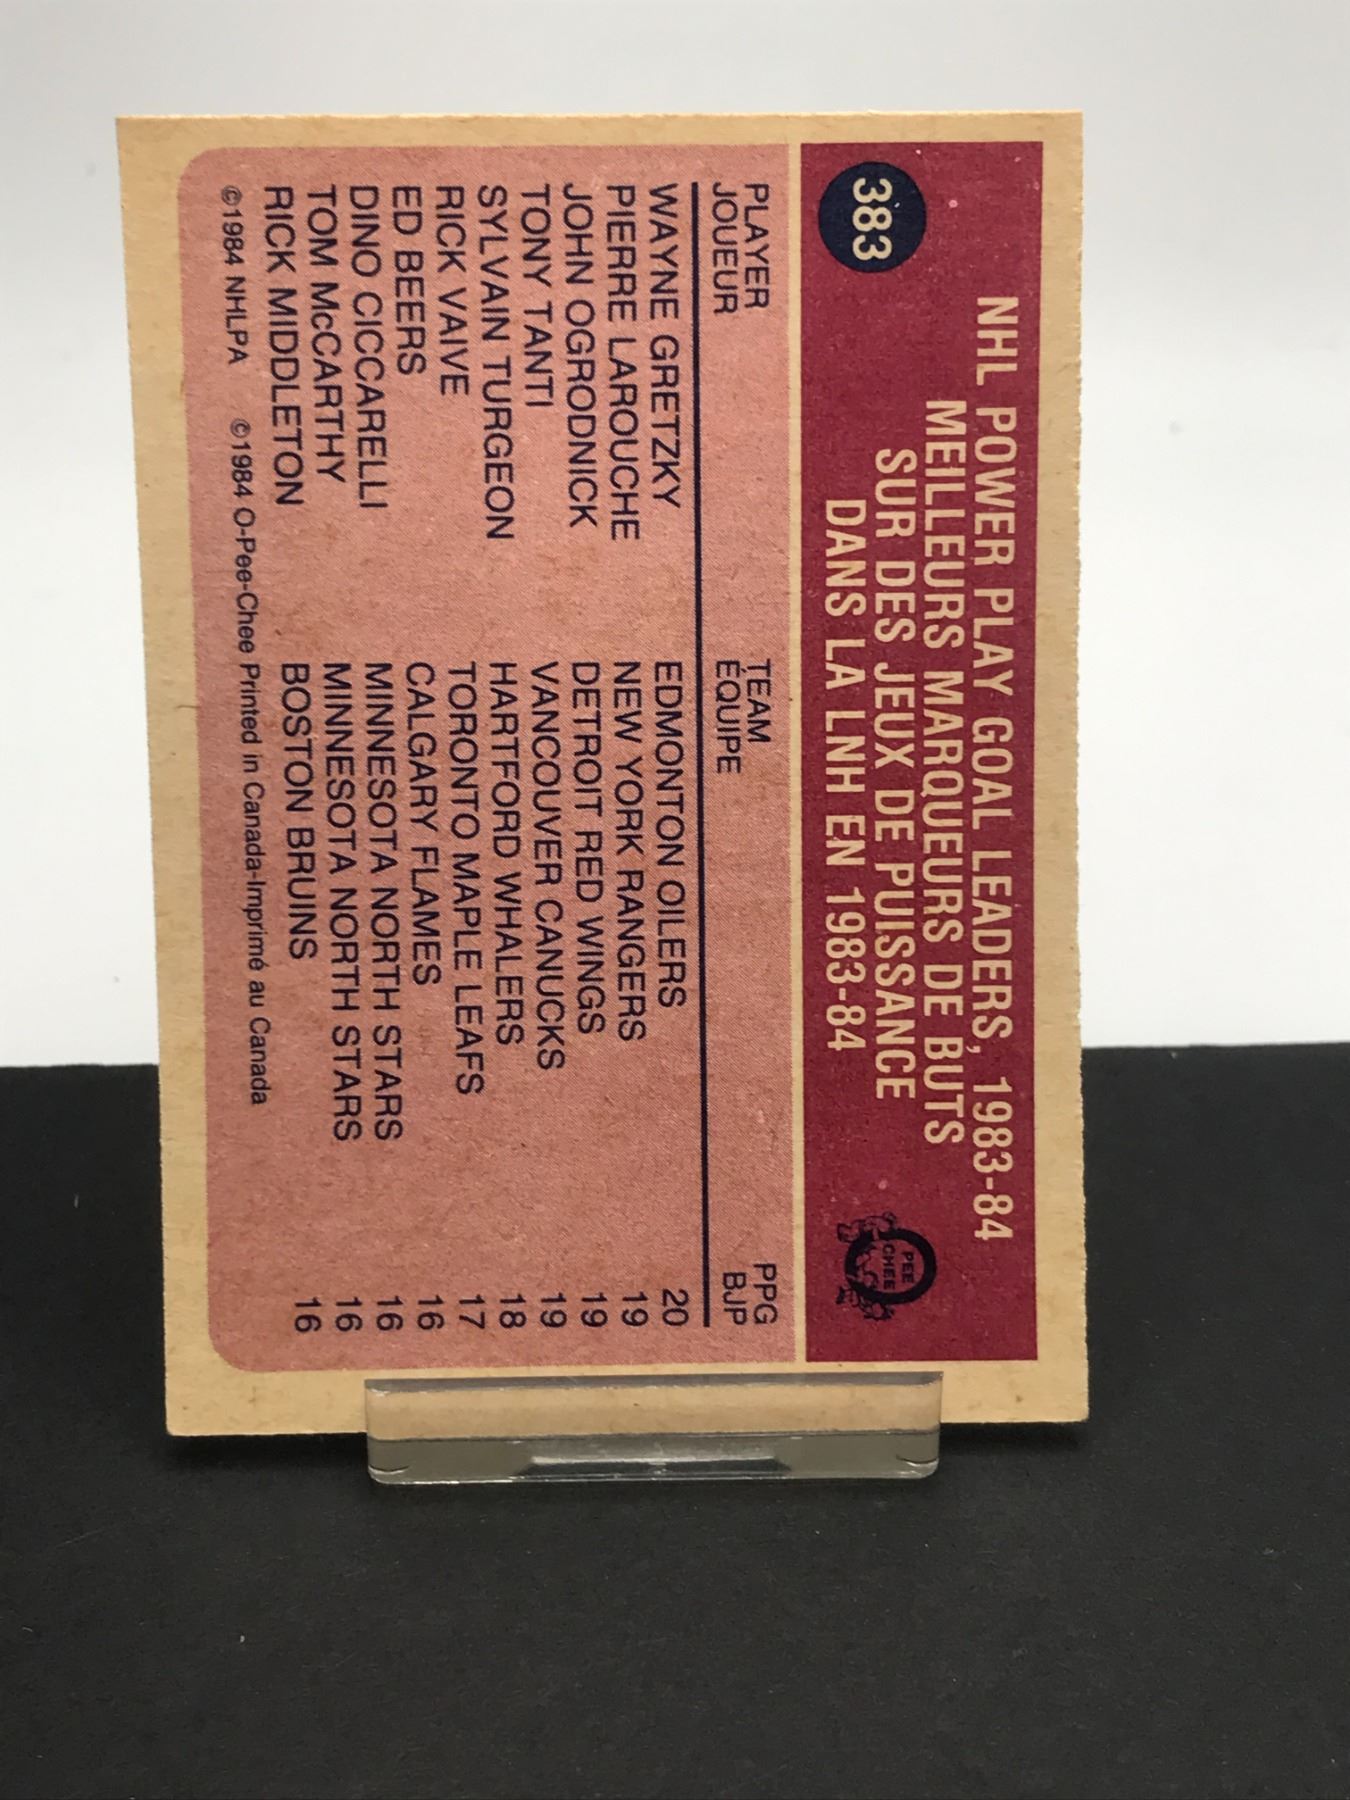 383
NHL POWER PLAY GOAL LEADERS, 1983-84
MEILLEURS MARQUEURS DE BUTS
SUR DES JEUX DE PUISSANCE
DANS LA LNH EN 1983-84
PEE
CHEE
PLAYER TEAM PPG
JOUEUR ÉQUIPE BJP
WAYNE GRETZKY EDMONTON OILERS 20
PIERRE LAROUCHE NEW YORK RANGERS 19
JOHN OGRODNICK DETROIT RED WINGS 19
TONY TANTI VANCOUVER CANUCKS 19
SYLVAIN TURGEON HARTFORD WHALERS 18
RICK VAIVE TORONTO MAPLE LEAFS 17
ED BEERS CALGARY FLAMES 16
DINO CICCARELLI MINNESOTA NORTH STARS 16
TOM McCARTHY MINNESOTA NORTH STARS 16
RICK MIDDLETON BOSTON BRUINS 16
©1984 NHLPA ©1984 O-Pee-Chee Printed in Canada-Imprimé au Canada